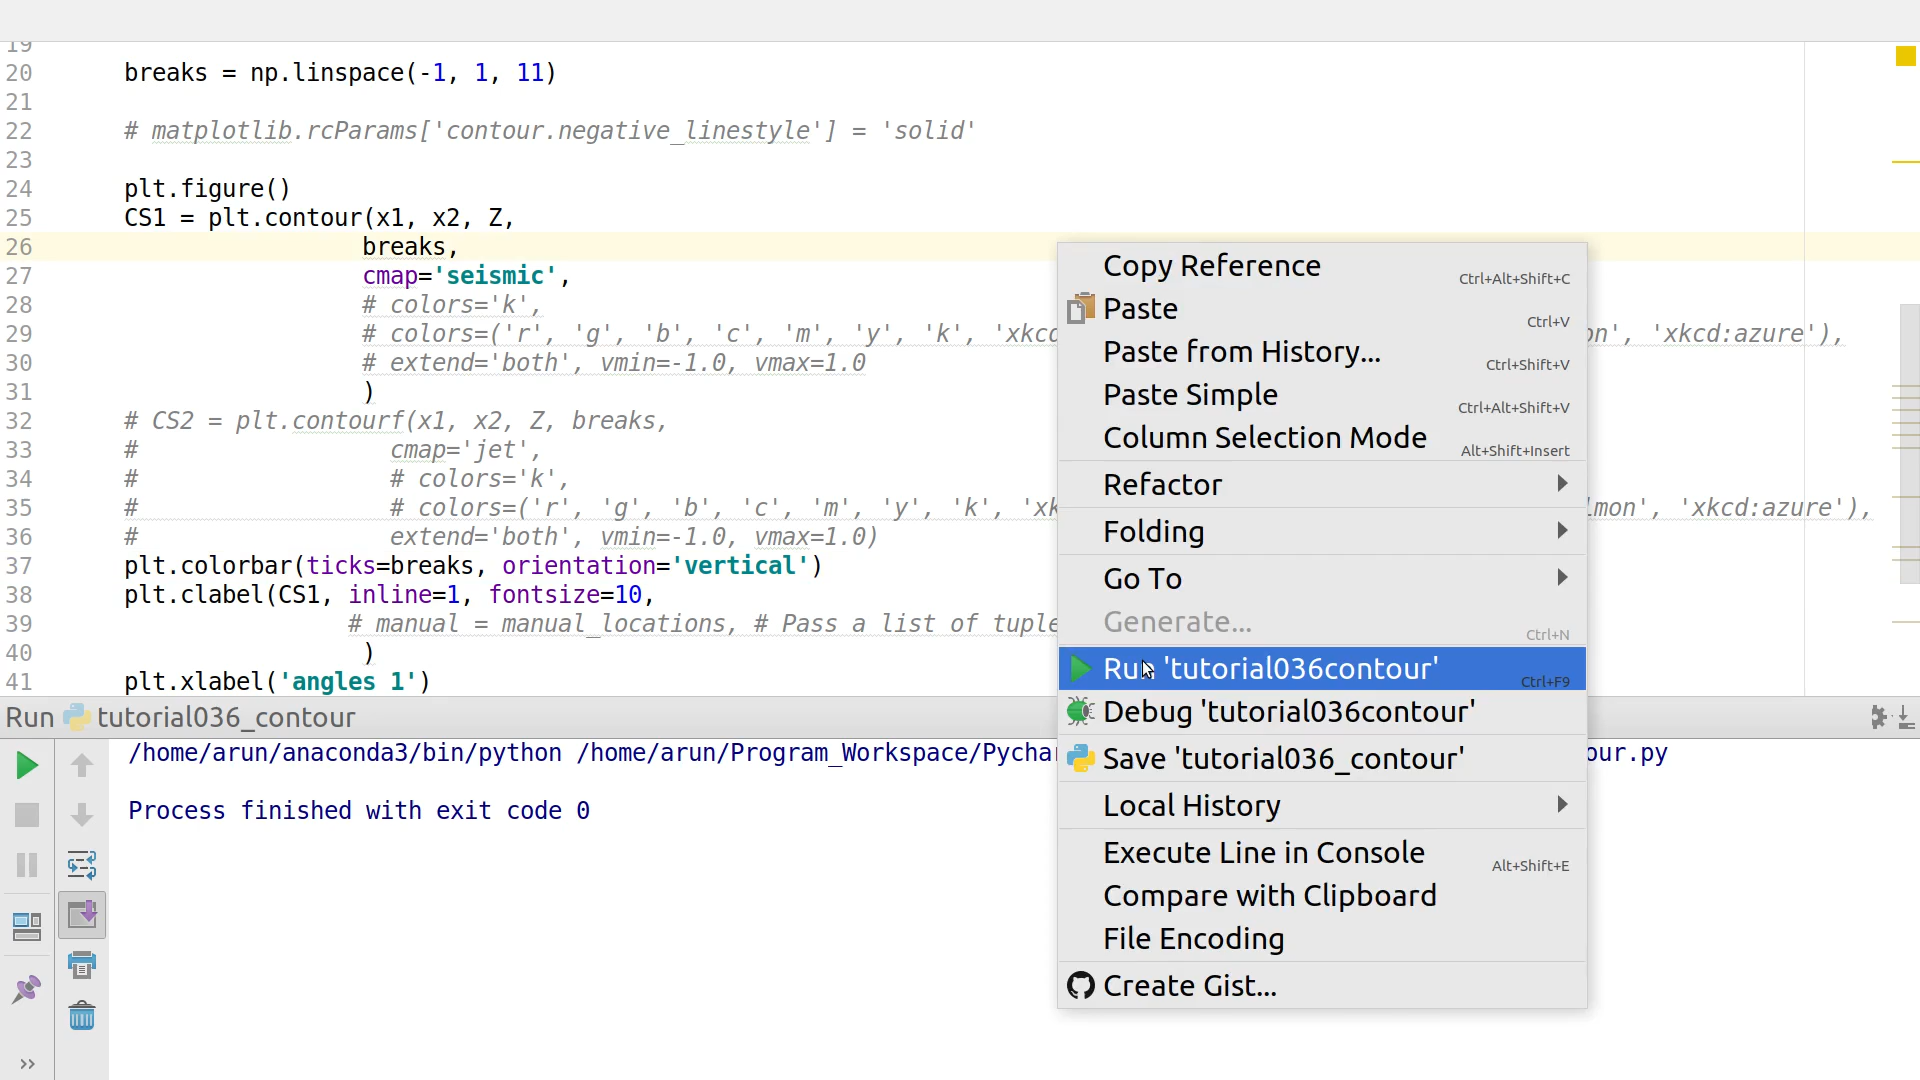 19
20 breaks = np.linspace(-1, 1, 11)
21
22 # matplotlib.rcParams['contour.negative_linestyle'] = 'solid'
23
24 plt.figure()
25 CS1 = plt.contour(x1, x2, Z,
26 breaks,
27 cmap='seismic',
28 # colors='k',
29 # colors=('r', 'g', 'b', 'c', 'm', 'y', 'k', 'xkcd on', 'xkcd:azure'),
30 # extend='both', vmin=-1.0, vmax=1.0
31 )
32 # CS2 = plt.contourf(x1, x2, Z, breaks,
33 # cmap='jet',
34 # # colors='k',
35 # # colors=('r', 'g', 'b', 'c', 'm', 'y', 'k', 'xk lmon', 'xkcd:azure'),
36 # extend='both', vmin=-1.0, vmax=1.0)
37 plt.colorbar(ticks=breaks, orientation='vertical')
38 plt.clabel(CS1, inline=1, fontsize=10,
39 # manual = manual_locations, # Pass a list of tuple
40 )
41 plt.xlabel('angles 1')
Copy Reference Ctrl+Alt+Shift+C
Paste Ctrl+V
Paste from History... Ctrl+Shift+V
Paste Simple Ctrl+Alt+Shift+V
Column Selection Mode Alt+Shift+Insert
Refactor
Folding
Go To
Generate... Ctrl+N
Run 'tutorial036contour' Ctrl+F9
Debug 'tutorial036contour'
Save 'tutorial036_contour'
Local History
Execute Line in Console Alt+Shift+E
Compare with Clipboard
File Encoding
Create Gist...
Run tutorial036_contour
/home/arun/anaconda3/bin/python /home/arun/Program_Workspace/Pychar our.py
Process finished with exit code 0